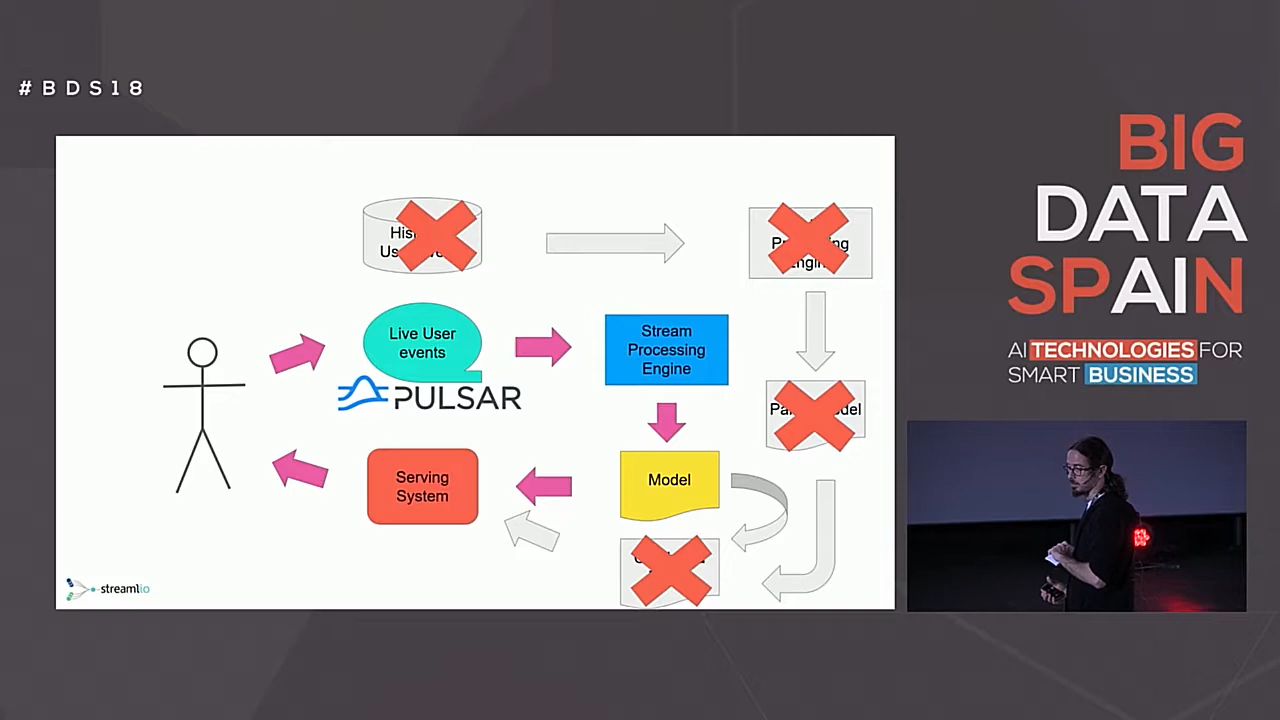 #BDS18
BIG
DATA
SPAIN
AI TECHNOLOGIES FOR
SMART BUSINESS
Live User
events
PULSAR
Stream
Processing
Engine
Serving
System
Model
streamlio